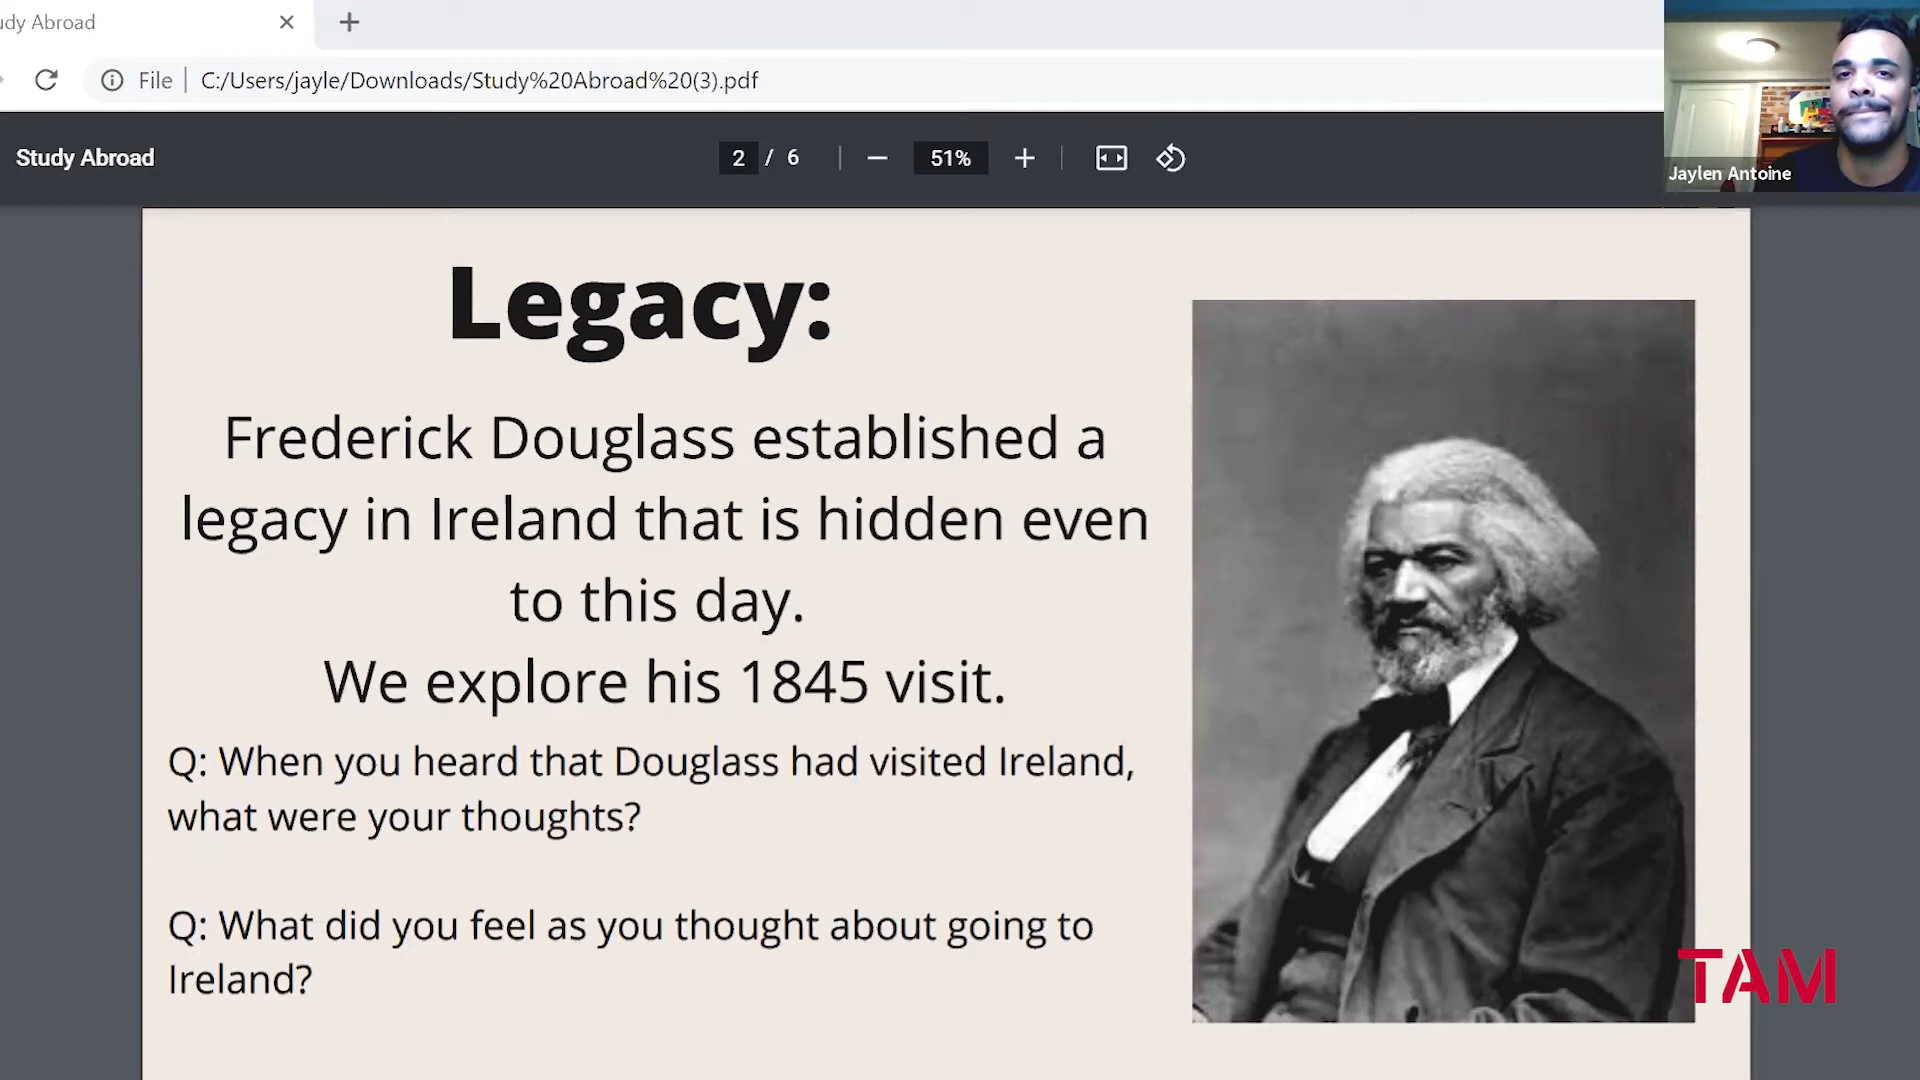 udy Abroad
File
C:/Users/jayle/Downloads/Study%20Abroad%20(3).pdf
Study Abroad
2 / 6
51%
Jaylen Antoine
Legacy:
Frederick Douglass established a
legacy in Ireland that is hidden even
to this day.
We explore his 1845 visit.
Q: When you heard that Douglass had visited Ireland,
what were your thoughts?
Q: What did you feel as you thought about going to
Ireland?
TAM